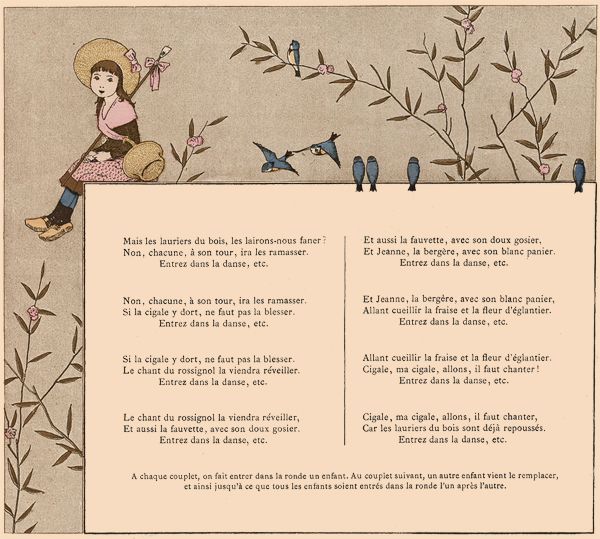 Mais les lauriers du bois, les lairons-nous faner?
Non, chacune, à son tour, ira les ramasser.
Entrez dans la danse, etc.
Non, chacune, à son tour, ira les ramasser.
Si la cigale y dort, ne faut pas la blesser.
Entrez dans la danse, etc.
Si la cigale y dort, ne faut pas la blesser.
Le chant du rossignol la viendra réveiller.
Entrez dans la danse, etc.
Le chant du rossignol la viendra réveiller,
Et aussi la fauvette, avec son doux gosier.
Entrez dans la danse, etc.
Et aussi la fauvette, avec son doux gosier,
Et Jeanne, la bergère, avec son blanc panier.
Entrez dans la danse, etc.
Et Jeanne, la bergère, avec son blanc panier,
Allant cueillir la fraise et la fleur d'églantier.
Entrez dans la danse, etc.
Allant cueillir la fraise et la fleur d'églantier.
Cigale, ma cigale, allons, il faut chanter!
Entrez dans la danse, etc.
Cigale, ma cigale, allons, il faut chanter,
Car les lauriers du bois sont déjà repoussés.
Entrez dans la danse, etc.
A chaque couplet, on fait entrer dans la ronde un enfant. Au couplet suivant, un autre enfant vient le remplacer,
et ainsi jusqu'à ce que tous les enfants soient entrés dans la ronde l'un après l'autre.